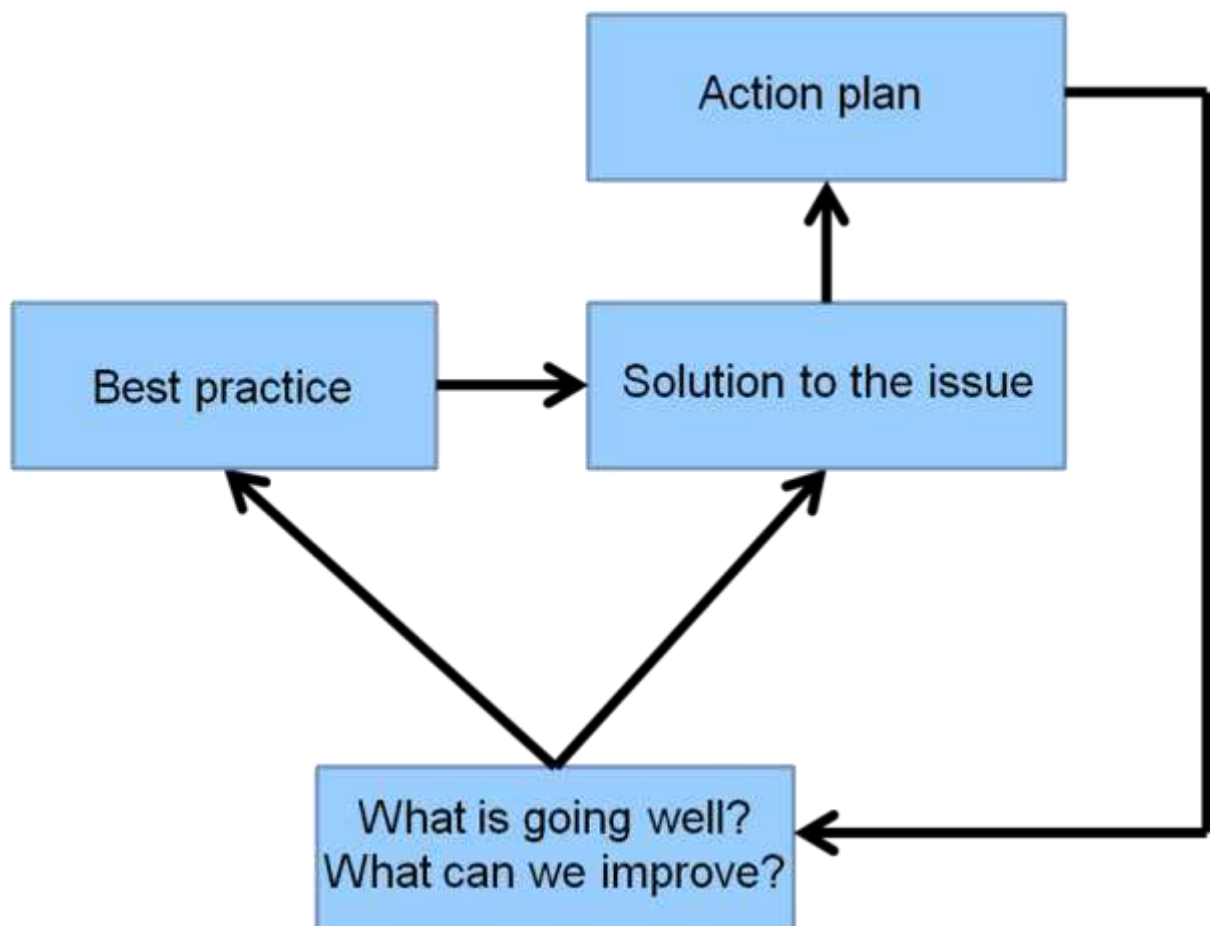 Action plan
Best practice
Solution to the issue
What is going well?
What can we improve?